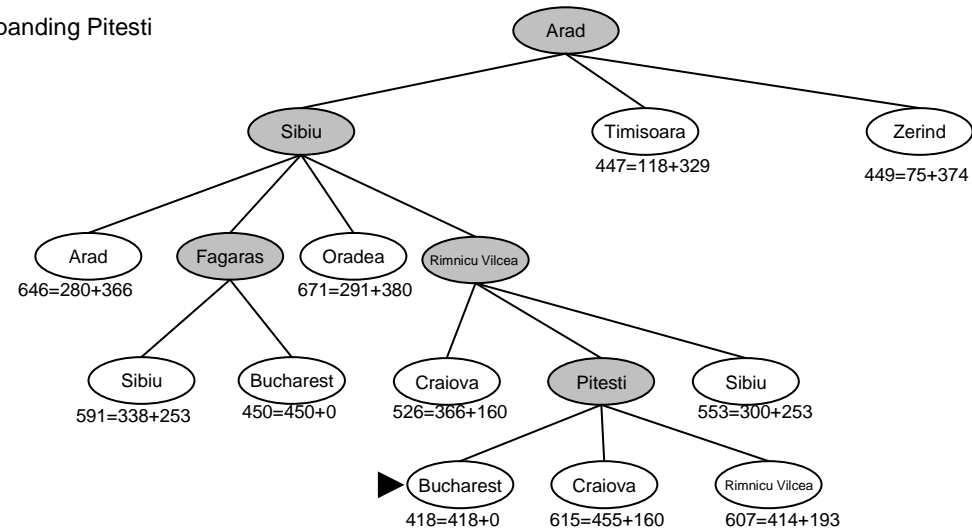 panding Pitesti
Arad
Sibiu
Timisoara
Zerind
447=118+329
449=75+374
Arad
Fagaras
Oradea
Rimnicu Vilcea
646=280+366
671=291+380
Sibiu
Bucharest
Craiova
Pitesti
Sibiu
591=338+253
450=450+0
526=366+160
553=300+253
Bucharest
Craiova
Rimnicu Vilcea
418=418+0
615=455+160
607=414+193